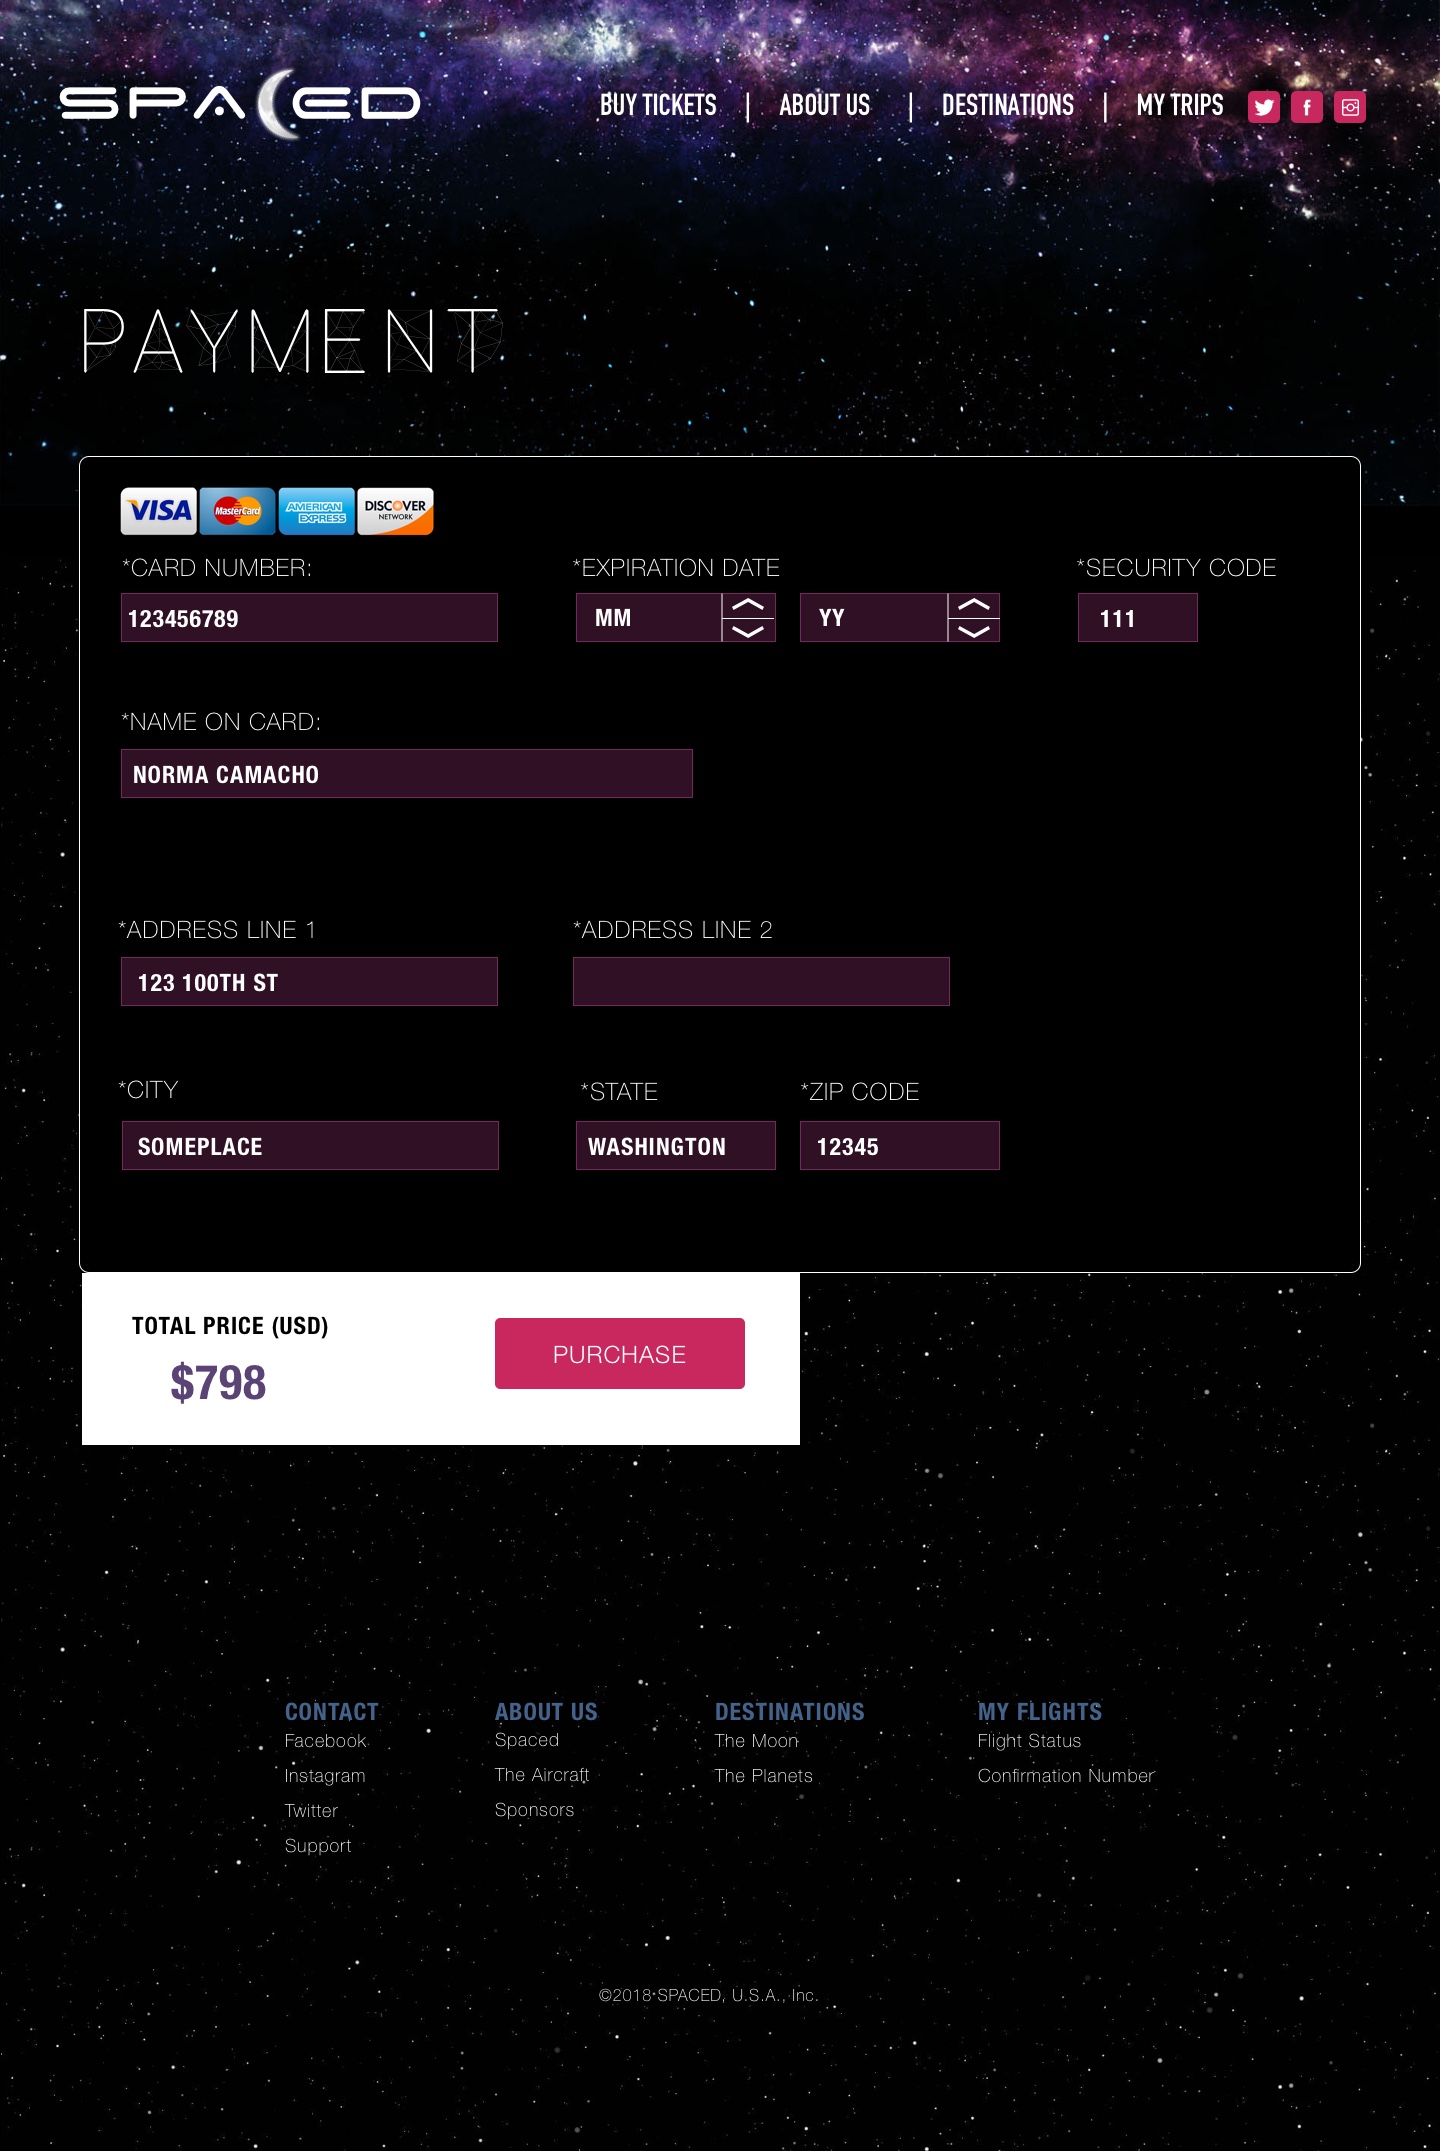 SPACED
BUY TICKETS | ABOUT US | DESTINATIONS | MY TRIPS
PAYMENT
VISA MasterCard AMERICAN EXPRESS DISCOVER NETWORK
*CARD NUMBER: *EXPIRATION DATE *SECURITY CODE
123456789 MM YY 111
*NAME ON CARD:
NORMA CAMACHO
*ADDRESS LINE 1 *ADDRESS LINE 2
123 100TH ST
*CITY *STATE *ZIP CODE
SOMEPLACE WASHINGTON 12345
TOTAL PRICE (USD)
$798
PURCHASE
CONTACT
Facebook
Instagram
Twitter
Support
ABOUT US
Spaced
The Aircraft
Sponsors
DESTINATIONS
The Moon
The Planets
MY FLIGHTS
Flight Status
Confirmation Number
©2018 SPACED, U.S.A., Inc.